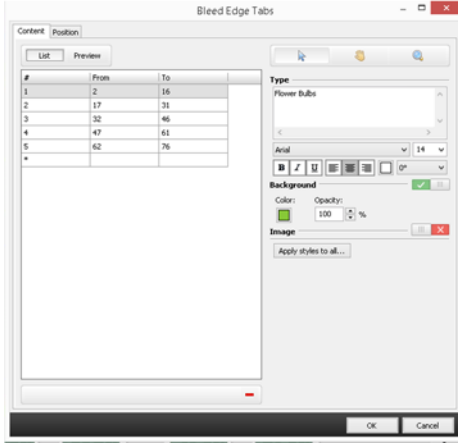 Bleed Edge Tabs
Content Position
List Preview
# From To
1 2 16
2 17 31
3 32 46
4 47 61
5 62 76
*
Type
Flower Bulbs
Arial 14
B I U 0°
Background
Color: Opacity:
100 %
Image
Apply styles to all...
OK Cancel